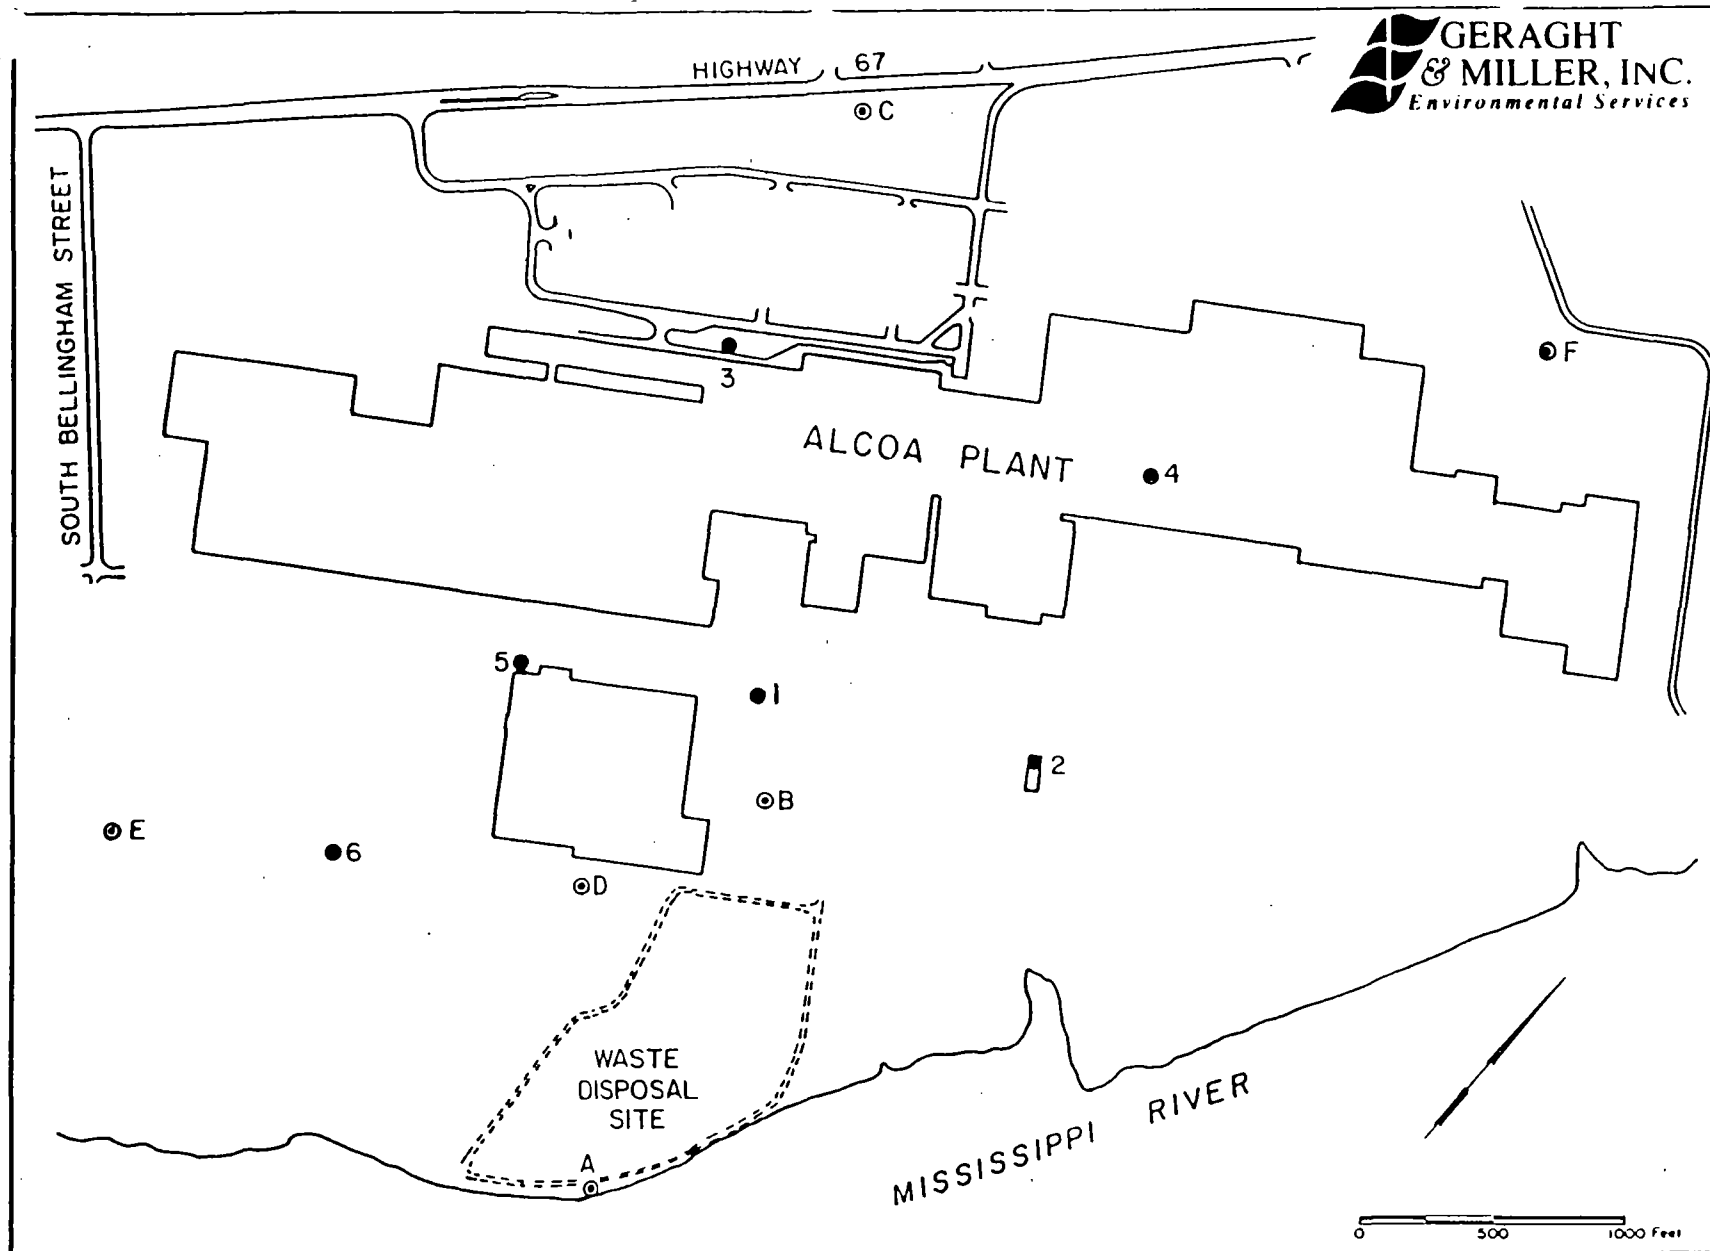 GERAGHT
& MILLER, INC.
Environmental Services
HIGHWAY 67
C
SOUTH BELLINGHAM STREET
3
F
ALCOA PLANT
4
5
1
2
B
E
6
D
WASTE
DISPOSAL
SITE
A
MISSISSIPPI RIVER
0 500 1000 Feet